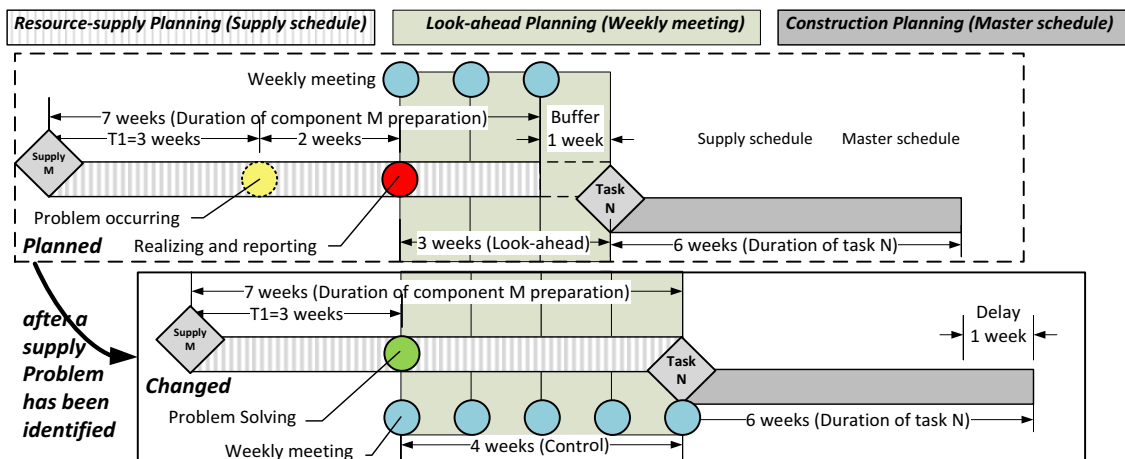 Resource-supply Planning (Supply schedule)
Look-ahead Planning (Weekly meeting)
Construction Planning (Master schedule)
Weekly meeting
7 weeks (Duration of component M preparation)
Buffer
1 week
T1=3 weeks
2 weeks
Supply schedule
Master schedule
Supply
M
Task
N
Problem occurring
Realizing and reporting
Planned
3 weeks (Look-ahead)
6 weeks (Duration of task N)
7 weeks (Duration of component M preparation)
T1=3 weeks
Delay
1 week
after a
supply
Problem
has been
identified
Supply
M
Task
N
Changed
Problem Solving
6 weeks (Duration of task N)
Weekly meeting
4 weeks (Control)